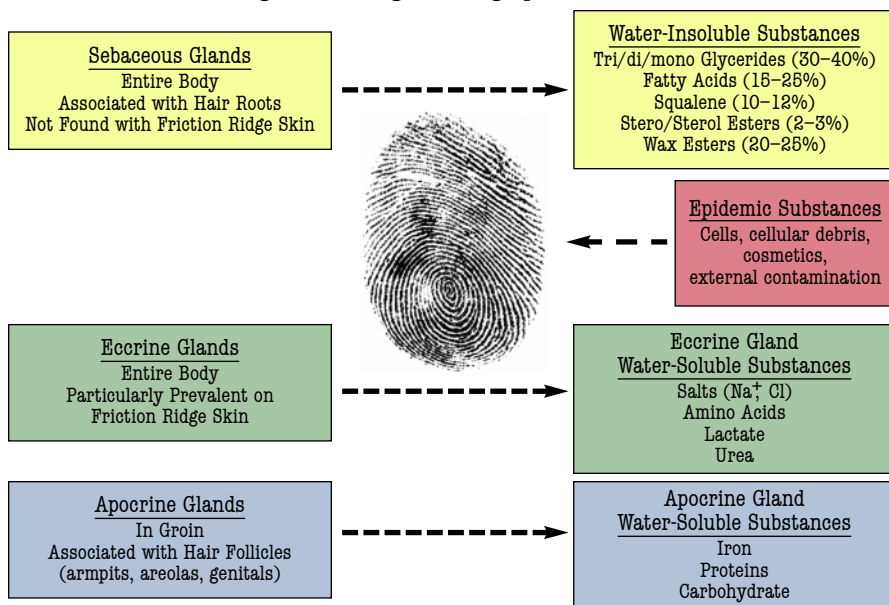 Sebaceous Glands
Entire Body
Associated with Hair Roots
Not Found with Friction Ridge Skin
Water-Insoluble Substances
Tri/di/mono Glycerides (30–40%)
Fatty Acids (15–25%)
Squalene (10–12%)
Stero/Sterol Esters (2–3%)
Wax Esters (20–25%)
Epidemic Substances
Cells, cellular debris,
cosmetics,
external contamination
Eccrine Glands
Entire Body
Particularly Prevalent on
Friction Ridge Skin
Eccrine Gland
Water-Soluble Substances
Salts (Na⁺, Cl)
Amino Acids
Lactate
Urea
Apocrine Glands
In Groin
Associated with Hair Follicles
(armpits, areolas, genitals)
Apocrine Gland
Water-Soluble Substances
Iron
Proteins
Carbohydrate